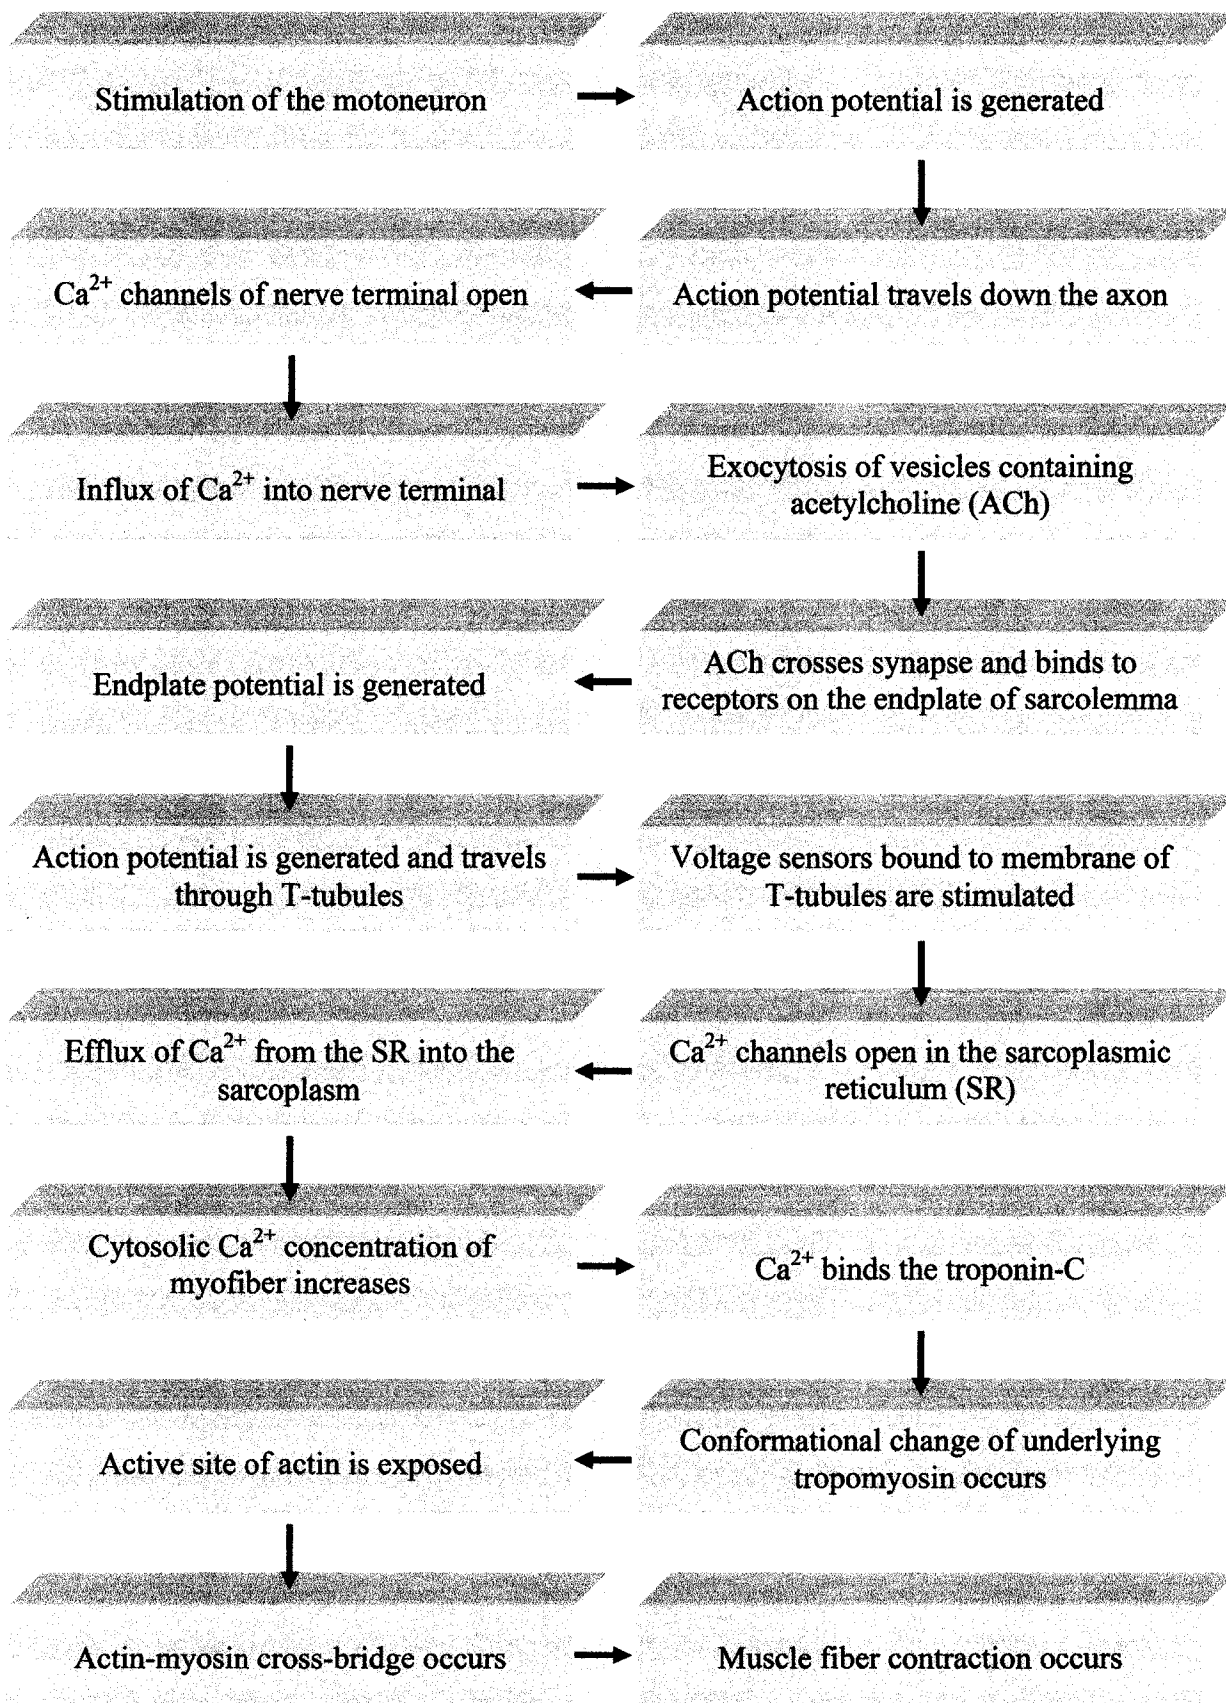 Stimulation of the motoneuron
Action potential is generated
Action potential travels down the axon
Ca²⁺ channels of nerve terminal open
Influx of Ca²⁺ into nerve terminal
Exocytosis of vesicles containing
acetylcholine (ACh)
ACh crosses synapse and binds to
receptors on the endplate of sarcolemma
Endplate potential is generated
Action potential is generated and travels
through T-tubules
Voltage sensors bound to membrane of
T-tubules are stimulated
Ca²⁺ channels open in the sarcoplasmic
reticulum (SR)
Efflux of Ca²⁺ from the SR into the
sarcoplasm
Cytosolic Ca²⁺ concentration of
myofiber increases
Ca²⁺ binds the troponin-C
Conformational change of underlying
tropomyosin occurs
Active site of actin is exposed
Actin-myosin cross-bridge occurs
Muscle fiber contraction occurs